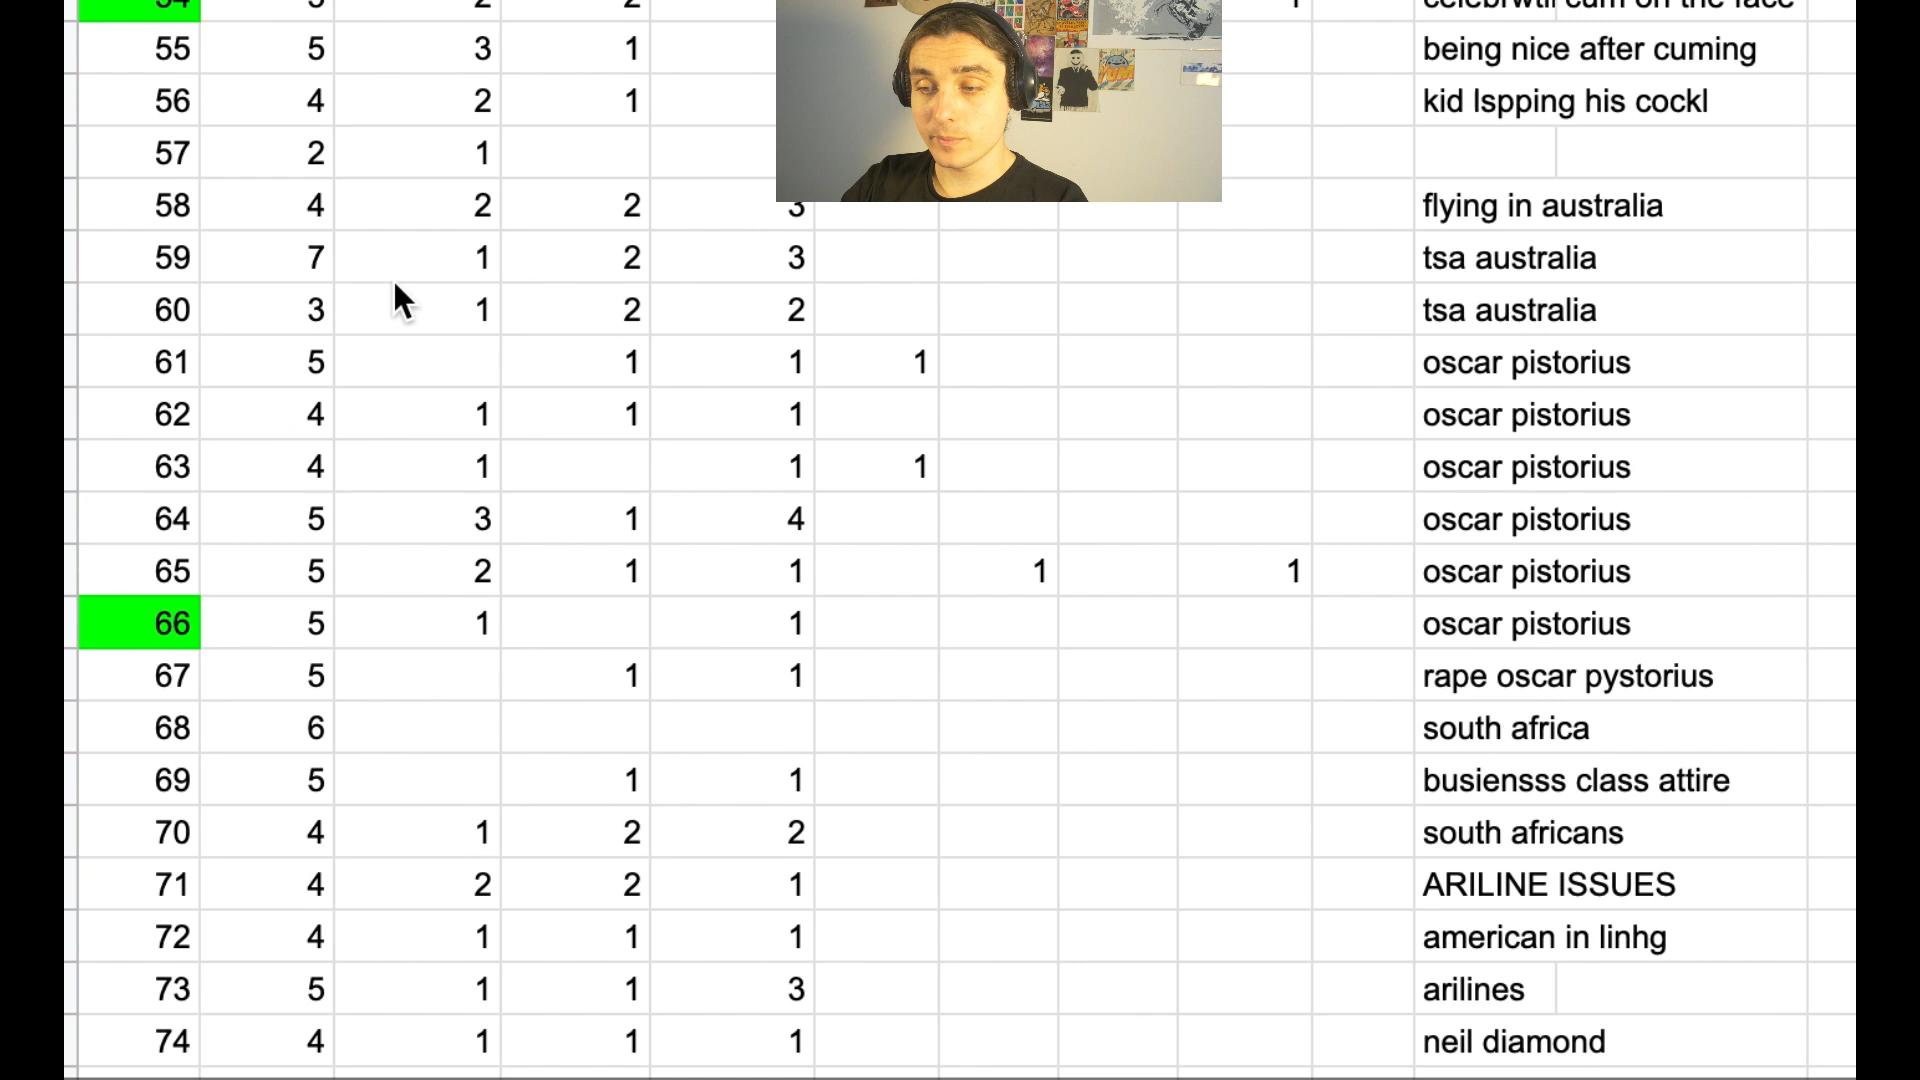 54 5 2 2 1 celebrwtii cum on the face
55 5 3 1 being nice after cuming
56 4 2 1 kid lspping his cockl
57 2 1
58 4 2 2 3 flying in australia
59 7 1 2 3 tsa australia
60 3 1 2 2 tsa australia
61 5 1 1 1 oscar pistorius
62 4 1 1 1 oscar pistorius
63 4 1 1 1 oscar pistorius
64 5 3 1 4 oscar pistorius
65 5 2 1 1 1 1 oscar pistorius
66 5 1 1 oscar pistorius
67 5 1 1 rape oscar pystorius
68 6 south africa
69 5 1 1 busiensss class attire
70 4 1 2 2 south africans
71 4 2 2 1 ARILINE ISSUES
72 4 1 1 1 american in linhg
73 5 1 1 3 arilines
74 4 1 1 1 neil diamond